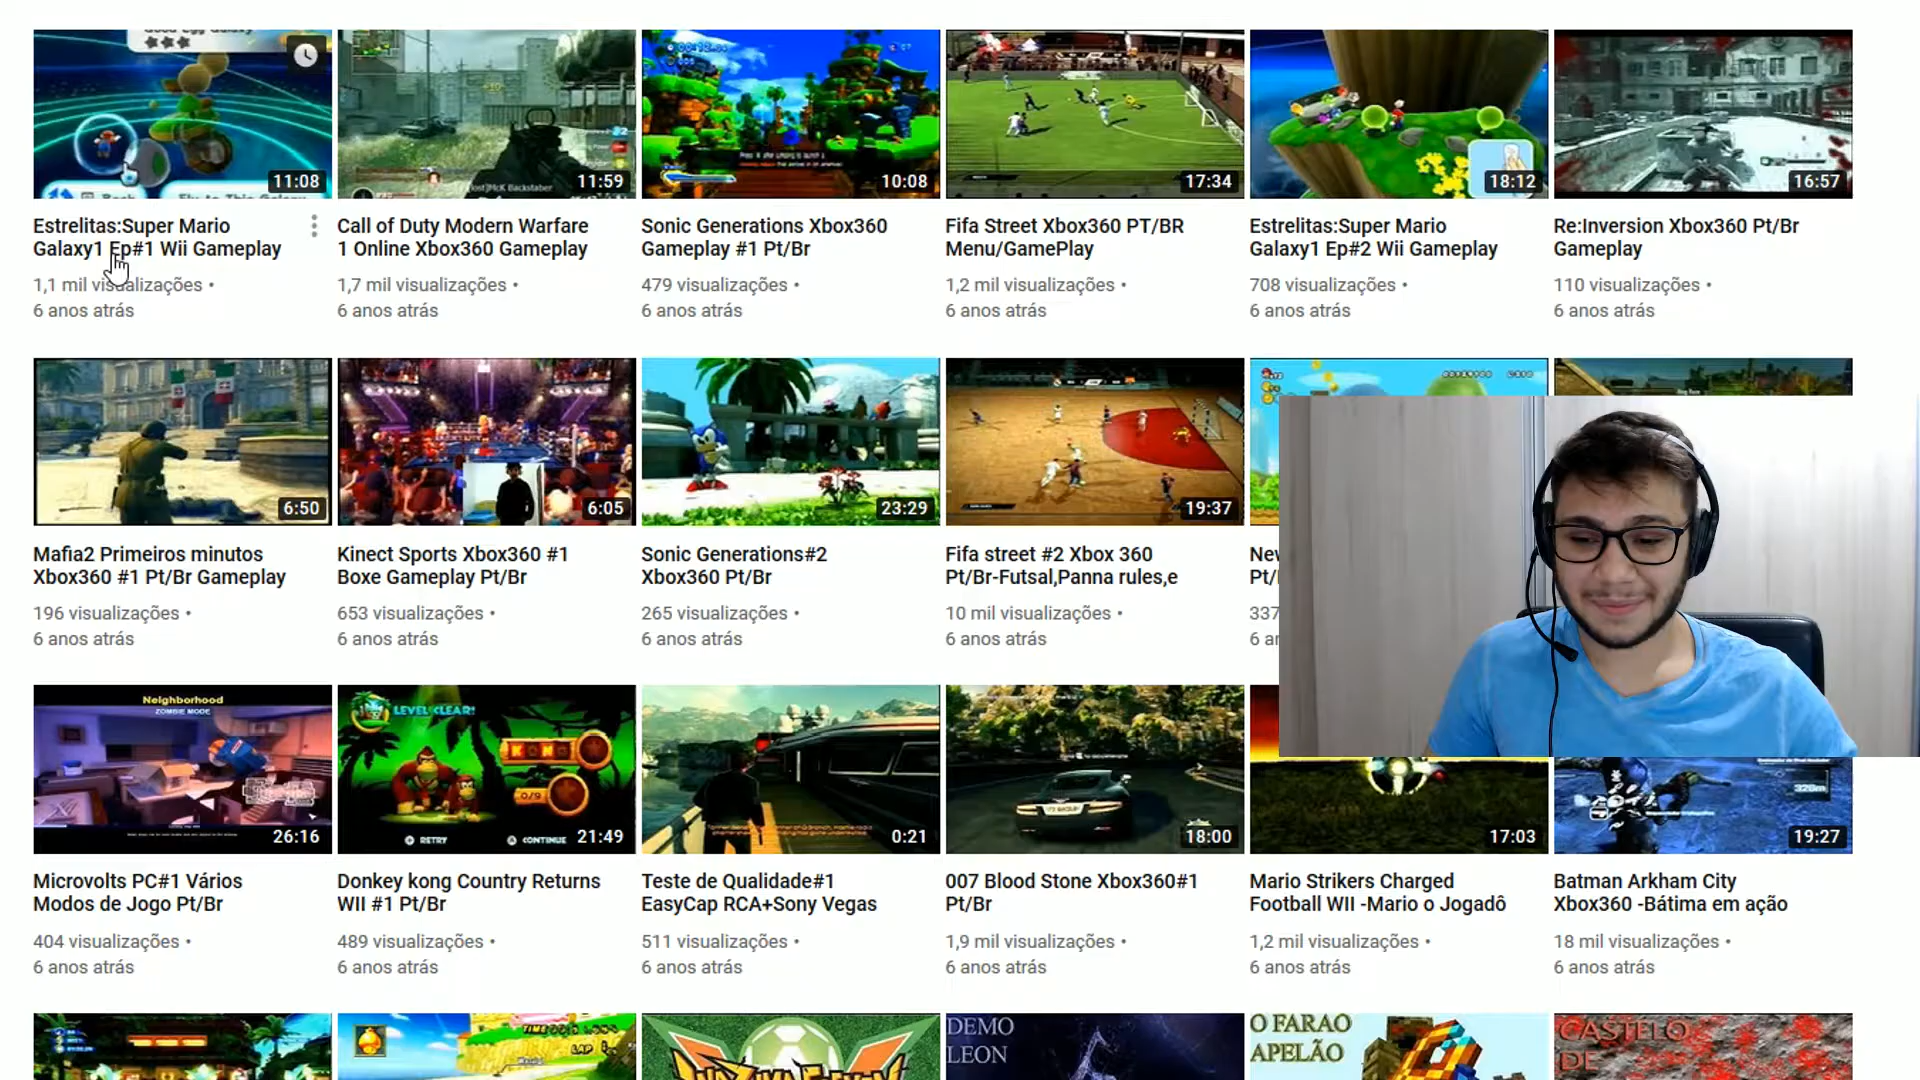 11:08
11:59
10:08
17:34
18:12
16:57
Estrelitas:Super Mario
Galaxy1 Ep#1 Wii Gameplay
1,1 mil visualizações •
6 anos atrás
Call of Duty Modern Warfare
1 Online Xbox360 Gameplay
1,7 mil visualizações •
6 anos atrás
Sonic Generations Xbox360
Gameplay #1 Pt/Br
479 visualizações •
6 anos atrás
Fifa Street Xbox360 PT/BR
Menu/GamePlay
1,2 mil visualizações •
6 anos atrás
Estrelitas:Super Mario
Galaxy1 Ep#2 Wii Gameplay
708 visualizações •
6 anos atrás
Re:Inversion Xbox360 Pt/Br
Gameplay
110 visualizações •
6 anos atrás
6:50
6:05
23:29
19:37
Mafia2 Primeiros minutos
Xbox360 #1 Pt/Br Gameplay
196 visualizações •
6 anos atrás
Kinect Sports Xbox360 #1
Boxe Gameplay Pt/Br
653 visualizações •
6 anos atrás
Sonic Generations#2
Xbox360 Pt/Br
265 visualizações •
6 anos atrás
Fifa street #2 Xbox 360
Pt/Br-Futsal,Panna rules,e
10 mil visualizações •
6 anos atrás
337
Neighborhood
ZOMBIE MODE
26:16
LEVEL CLEAR!
KONG
0/9
RETRY
CONTINUE
21:49
0:21
18:00
17:03
328m
19:27
Microvolts PC#1 Vários
Modos de Jogo Pt/Br
404 visualizações •
6 anos atrás
Donkey kong Country Returns
WII #1 Pt/Br
489 visualizações •
6 anos atrás
Teste de Qualidade#1
EasyCap RCA+Sony Vegas
511 visualizações •
6 anos atrás
007 Blood Stone Xbox360#1
Pt/Br
1,9 mil visualizações •
6 anos atrás
Mario Strikers Charged
Football WII -Mario o Jogadô
1,2 mil visualizações •
6 anos atrás
Batman Arkham City
Xbox360 -Bátima em ação
18 mil visualizações •
6 anos atrás
DEMO
LEON
O FARAO
APELÃO
CASTELO
DE